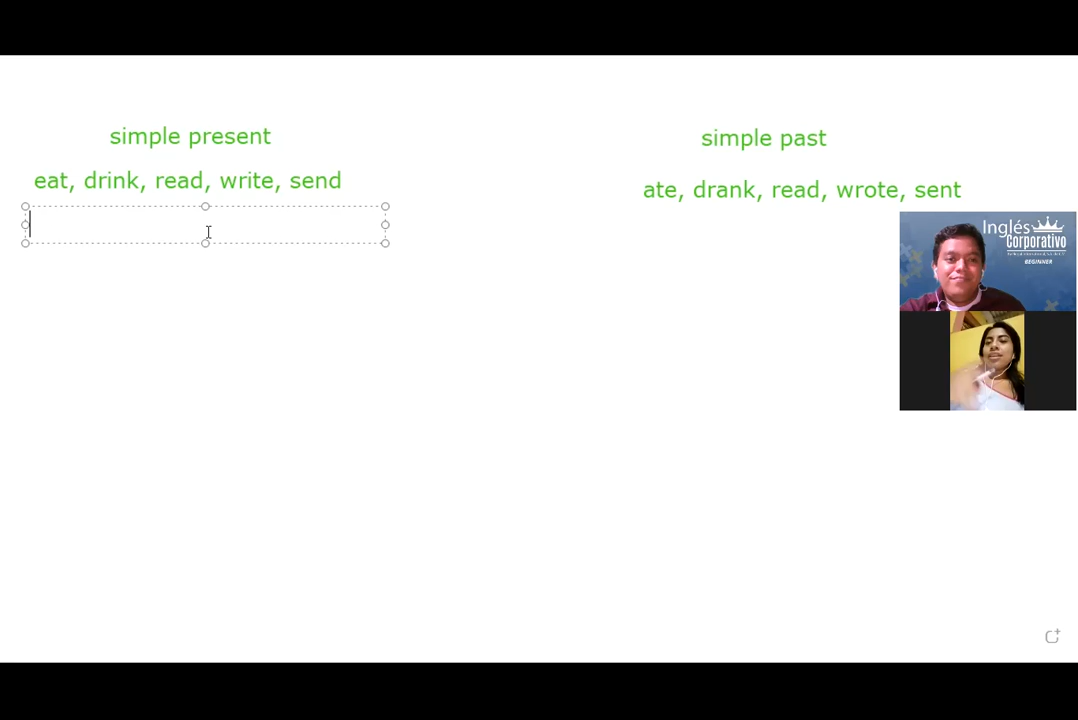 simple present
eat, drink, read, write, send
simple past
ate, drank, read, wrote, sent
Inglés
Corporativo
BEGINNER